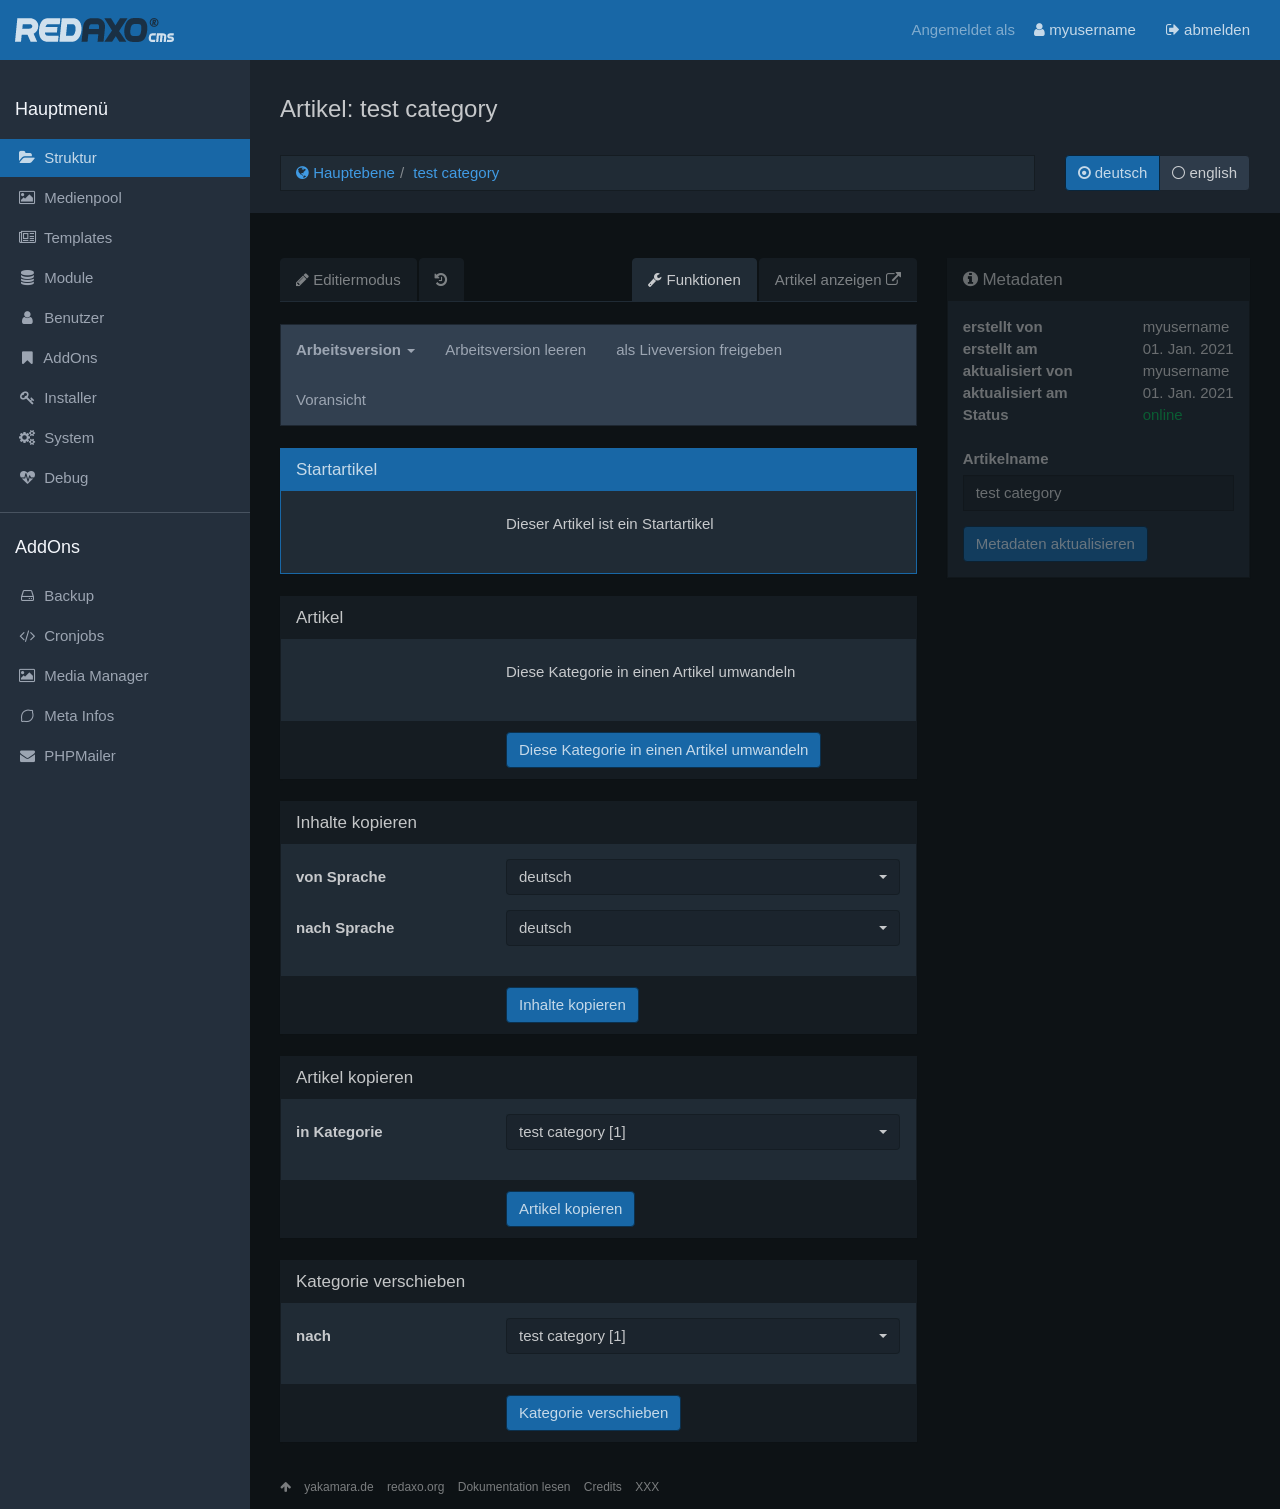 REDAXO® cms
Angemeldet als myusername abmelden
Hauptmenü
Struktur
Medienpool
Templates
Module
Benutzer
AddOns
Installer
System
Debug
AddOns
Backup
Cronjobs
Media Manager
Meta Infos
PHPMailer
Artikel: test category
Hauptebene / test category
deutsch english
Editiermodus Funktionen Artikel anzeigen
Arbeitsversion Arbeitsversion leeren als Liveversion freigeben
Voransicht
Startartikel
Dieser Artikel ist ein Startartikel
Artikel
Diese Kategorie in einen Artikel umwandeln
Diese Kategorie in einen Artikel umwandeln
Inhalte kopieren
von Sprache deutsch
nach Sprache deutsch
Inhalte kopieren
Artikel kopieren
in Kategorie test category [1]
Artikel kopieren
Kategorie verschieben
nach test category [1]
Kategorie verschieben
Metadaten
erstellt von myusername
erstellt am 01. Jan. 2021
aktualisiert von myusername
aktualisiert am 01. Jan. 2021
Status online
Artikelname
test category
Metadaten aktualisieren
yakamara.de redaxo.org Dokumentation lesen Credits XXX